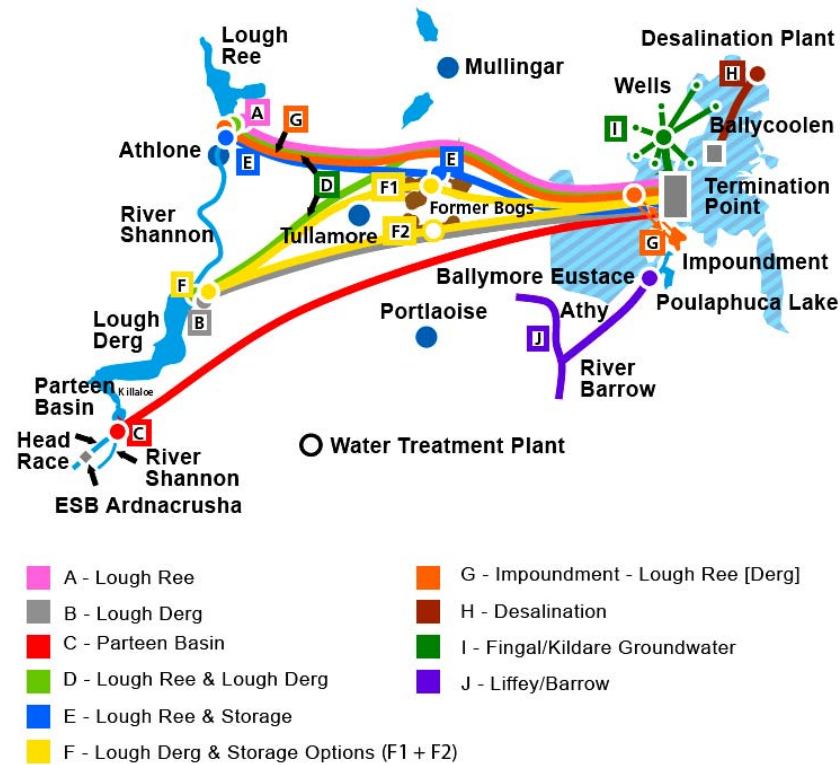 Lough
Ree
Mullingar
Desalination Plant
H
Wells
A
G
I
Ballycoolen
Athlone
E
E
D
F1
Termination
Point
River
Shannon
Former Bogs
Tullamore
F2
G
Impoundment
F
Ballymore Eustace
Poulaphuca Lake
B
Lough
Derg
Portlaoise
Athy
J
River
Barrow
Parteen
Basin
Killaloe
C
Head
Race
River
Shannon
Water Treatment Plant
ESB Ardnacrusha
A - Lough Ree
B - Lough Derg
C - Parteen Basin
D - Lough Ree & Lough Derg
E - Lough Ree & Storage
F - Lough Derg & Storage Options (F1 + F2)
G - Impoundment - Lough Ree [Derg]
H - Desalination
I - Fingal/Kildare Groundwater
J - Liffey/Barrow